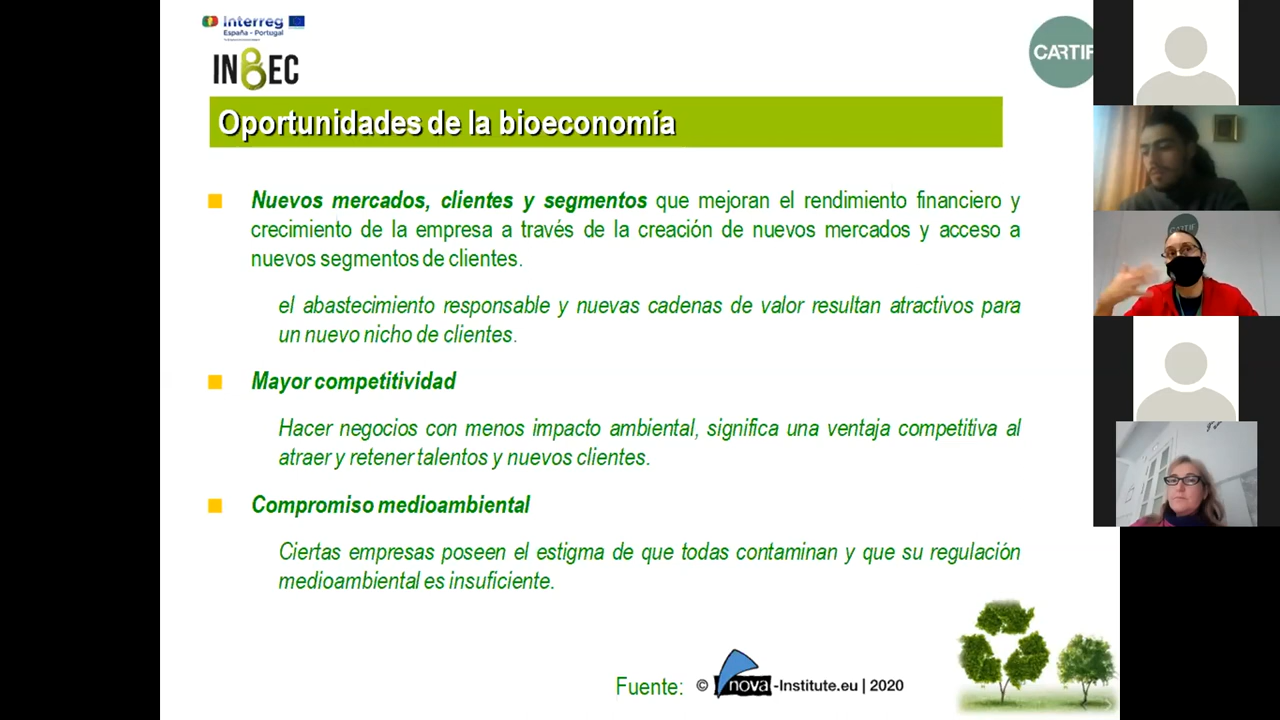 Interreg
España - Portugal
INBEC
CARTIF
Oportunidades de la bioeconomía
Nuevos mercados, clientes y segmentos que mejoran el rendimiento financiero y
crecimiento de la empresa a través de la creación de nuevos mercados y acceso a
nuevos segmentos de clientes.
el abastecimiento responsable y nuevas cadenas de valor resultan atractivos para
un nuevo nicho de clientes.
Mayor competitividad
Hacer negocios con menos impacto ambiental, significa una ventaja competitiva al
atraer y retener talentos y nuevos clientes.
Compromiso medioambiental
Ciertas empresas poseen el estigma de que todas contaminan y que su regulación
medioambiental es insuficiente.
Fuente: © nova-Institute.eu | 2020
CARTIF